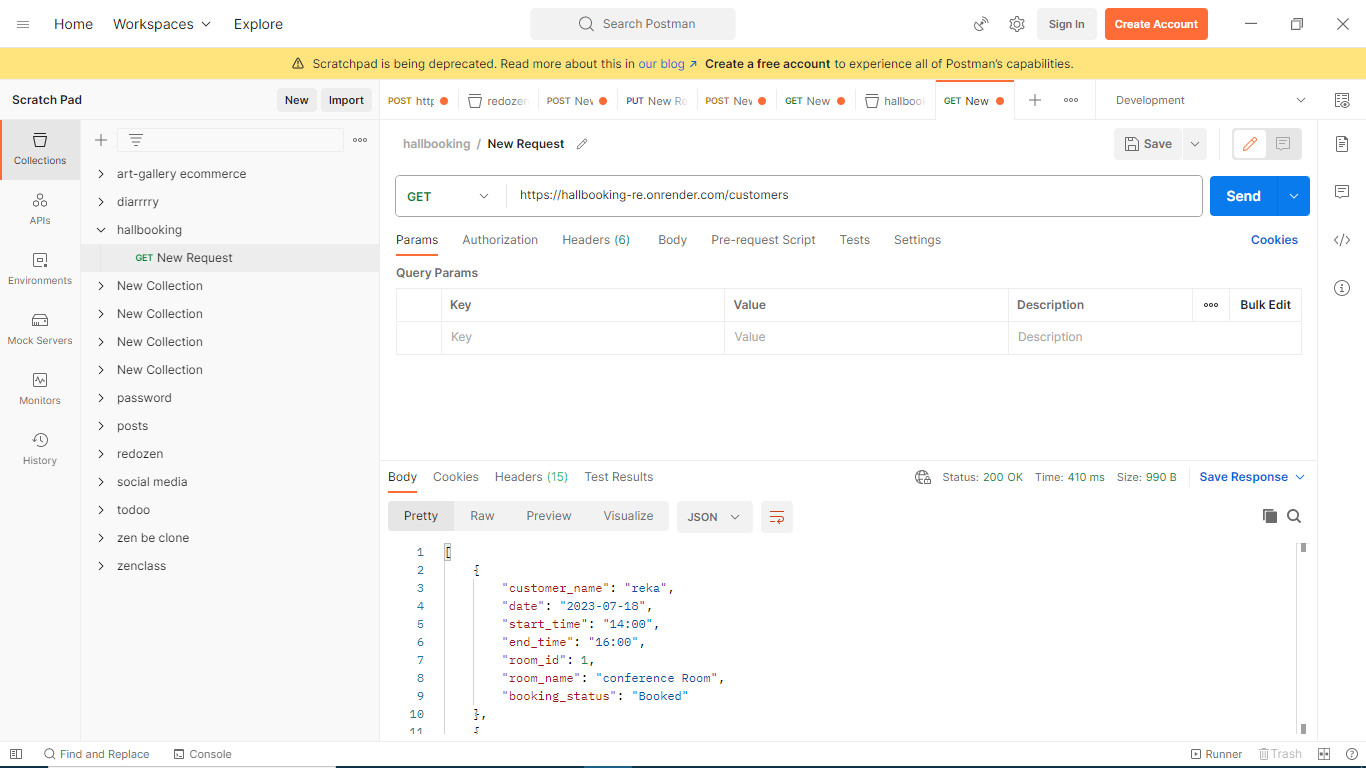 Home Workspaces Explore Search Postman Sign In Create Account
Scratchpad is being deprecated. Read more about this in our blog ↗ Create a free account to experience all of Postman's capabilities.
Scratch Pad New Import POST http redozen POST New PUT New Re POST New GET New hallbook GET New Development
Collections
APIs
Environments
Mock Servers
Monitors
History
art-gallery ecommerce
diarrrry
hallbooking
GET New Request
New Collection
New Collection
New Collection
New Collection
password
posts
redozen
social media
todoo
zen be clone
zenclass
hallbooking / New Request Save
GET https://hallbooking-re.onrender.com/customers Send
Params Authorization Headers (6) Body Pre-request Script Tests Settings Cookies
Query Params
Key Value Description Bulk Edit
Key Value Description
Body Cookies Headers (15) Test Results Status: 200 OK Time: 410 ms Size: 990 B Save Response
Pretty Raw Preview Visualize JSON
1 [
2 {
3 "customer_name": "reka",
4 "date": "2023-07-18",
5 "start_time": "14:00",
6 "end_time": "16:00",
7 "room_id": 1,
8 "room_name": "conference Room",
9 "booking_status": "Booked"
10 },
11 {
Find and Replace Console Runner Trash